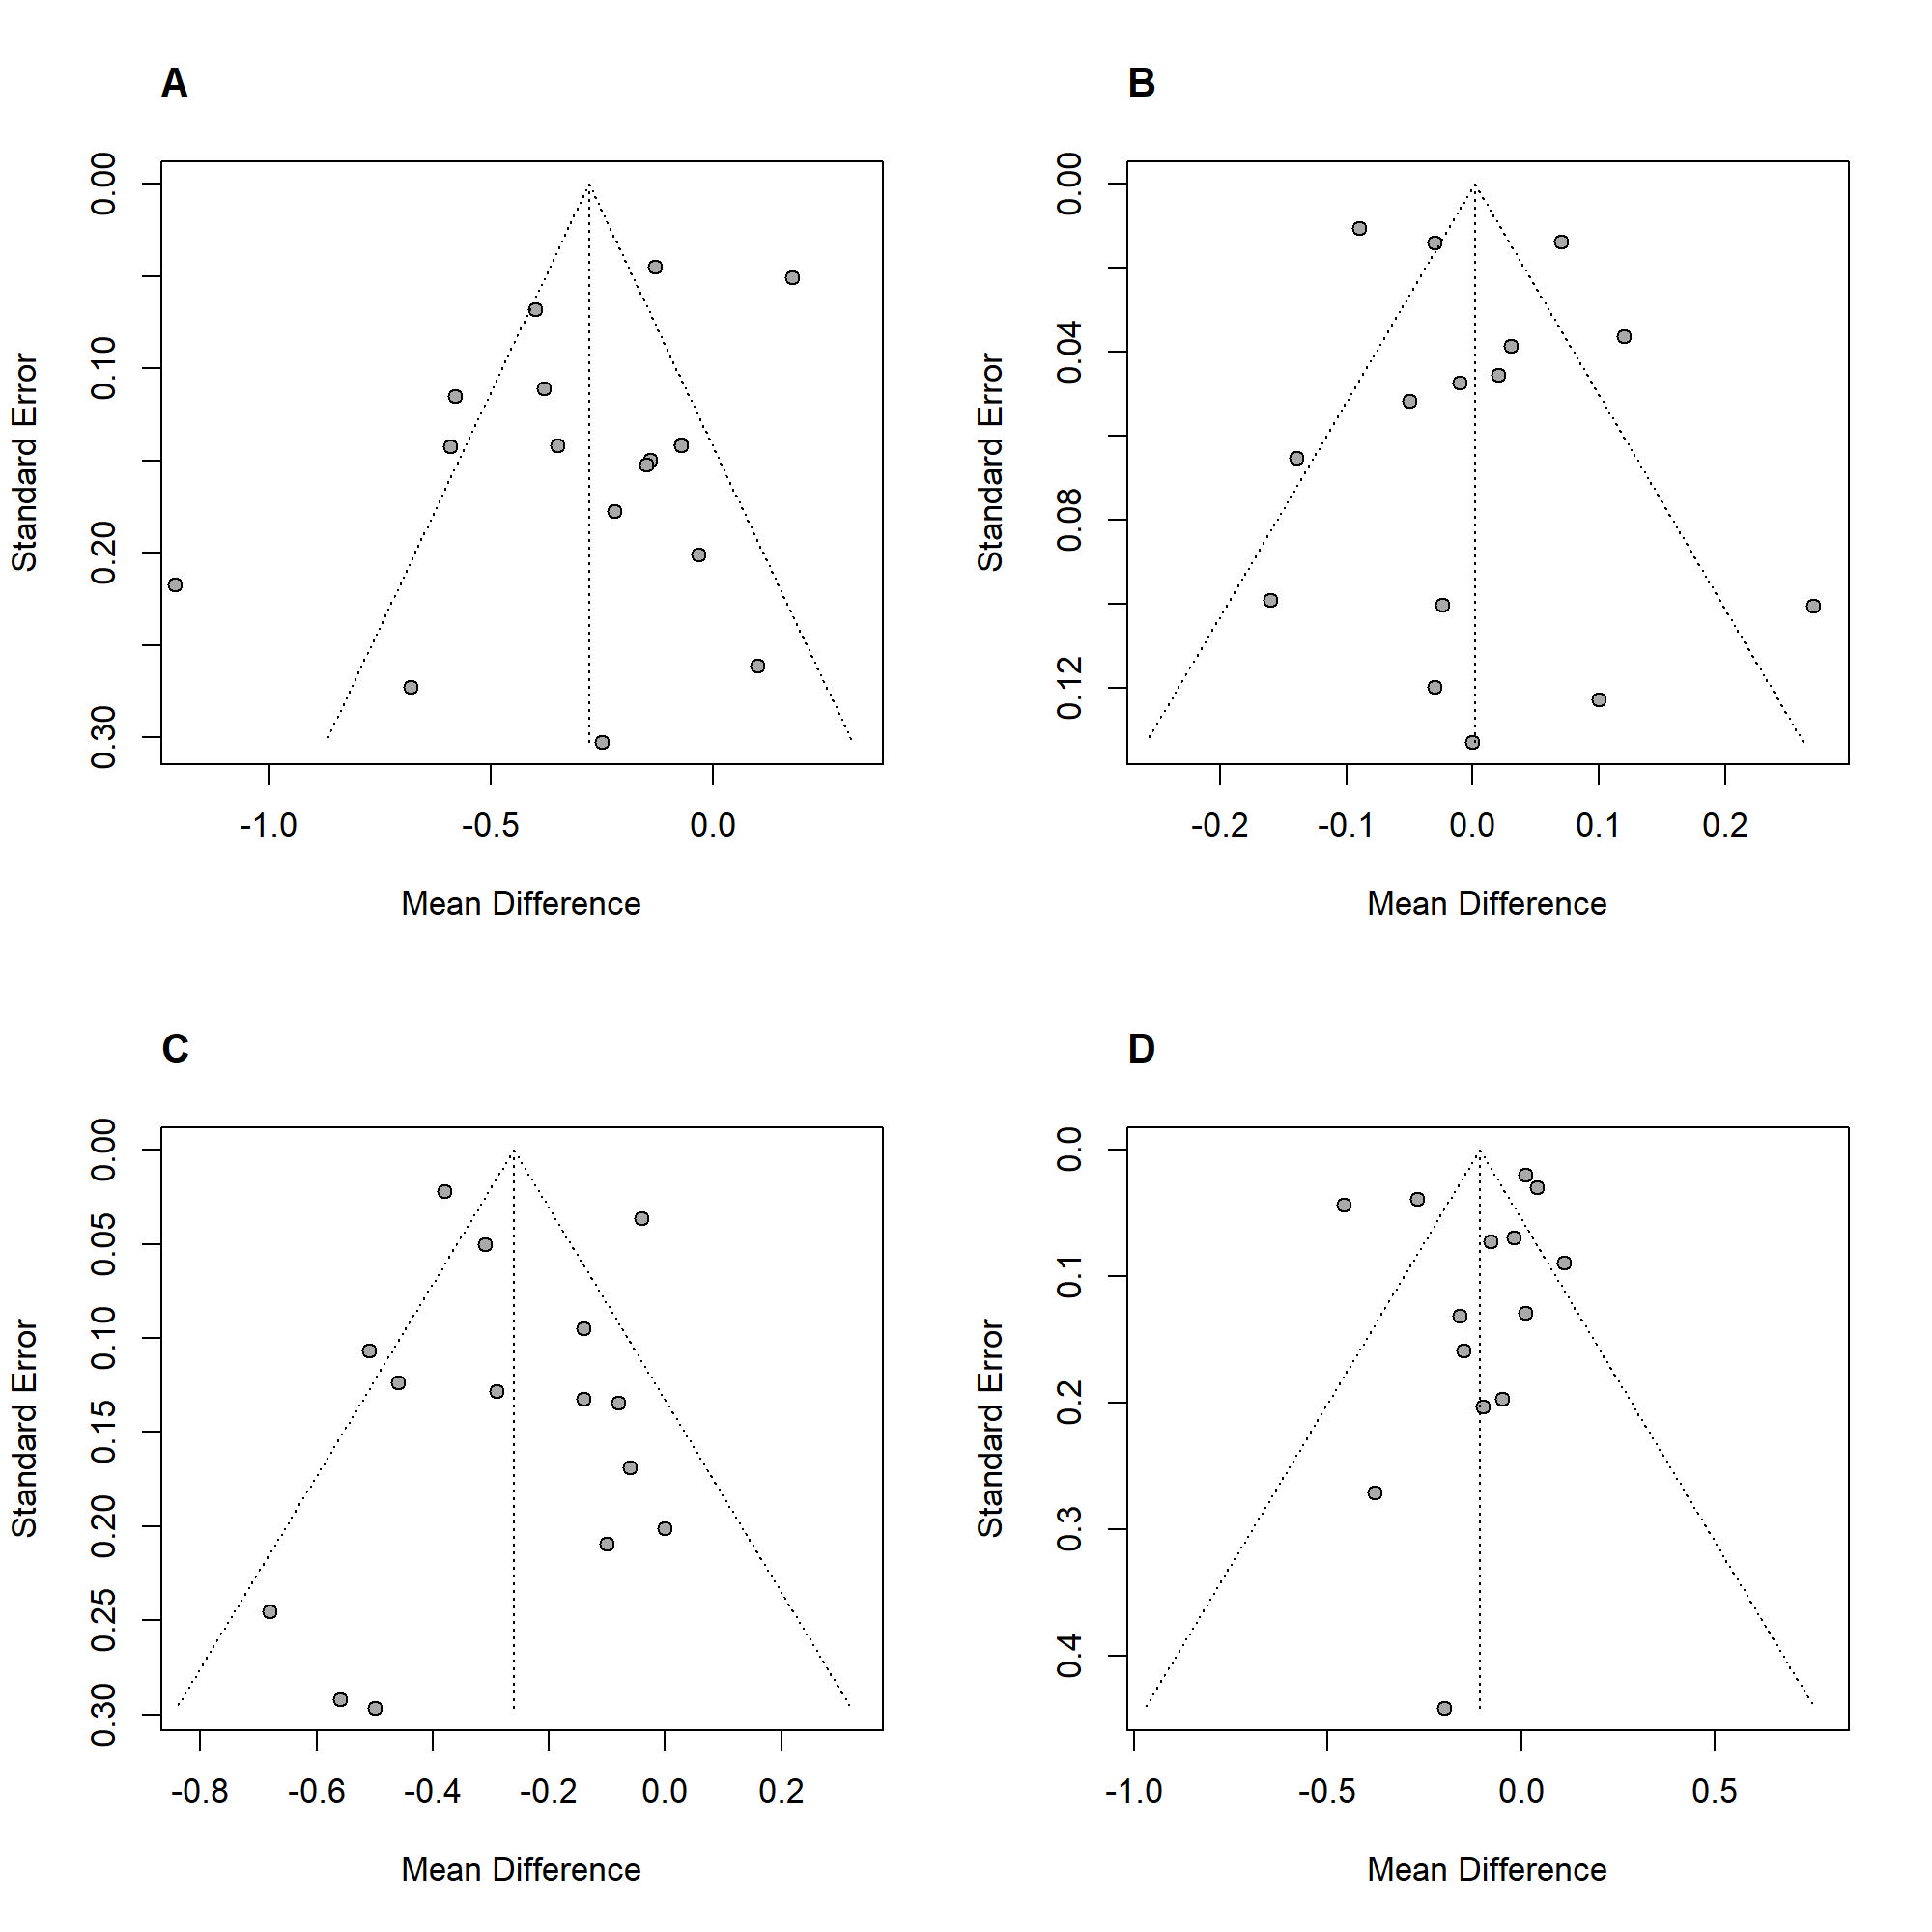 A
Standard Error
0.00
0.10
0.20
0.30
-1.0 -0.5 0.0
Mean Difference
B
Standard Error
0.00
0.04
0.08
0.12
-0.2 -0.1 0.0 0.1 0.2
Mean Difference
C
Standard Error
0.00
0.05
0.10
0.15
0.20
0.25
0.30
-0.8 -0.6 -0.4 -0.2 0.0 0.2
Mean Difference
D
Standard Error
0.0
0.1
0.2
0.3
0.4
-1.0 -0.5 0.0 0.5
Mean Difference